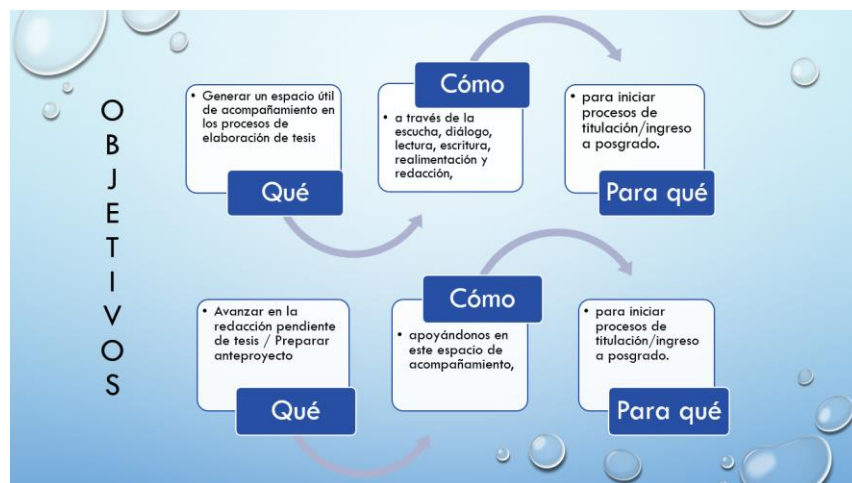 OBJETIVOS
• Generar un espacio útil
de acompañamiento en
los procesos de
elaboración de tesis
Qué
Cómo
• a través de la
escucha, diálogo,
lectura, escritura,
realimentación y
redacción,
• para iniciar
procesos de
titulación/ingreso
a posgrado.
Para qué
• Avanzar en la
redacción pendiente
de tesis / Preparar
anteproyecto
Qué
Cómo
• apoyándonos en
este espacio de
acompañamiento,
• para iniciar
procesos de
titulación/ingreso
a posgrado.
Para qué